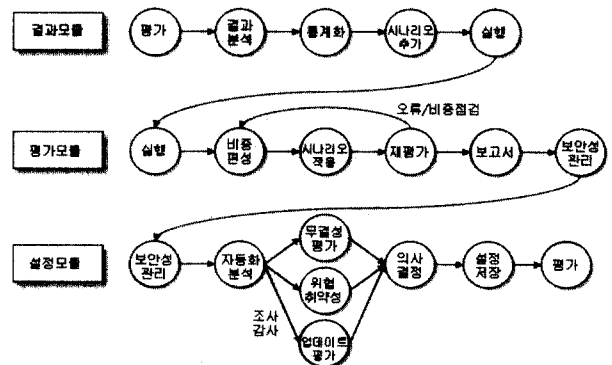 결과모듈
평가
결과
분석
통계화
시나리오
추가
실행
오류/비중점검
평가모듈
실행
비중
편성
시나리오
적용
재평가
보고서
보안성
관리
설정모듈
보안성
관리
자동화
분석
무결성
평가
위협
취약성
업데이트
평가
의사
결정
설정
저장
평가
조사
감사